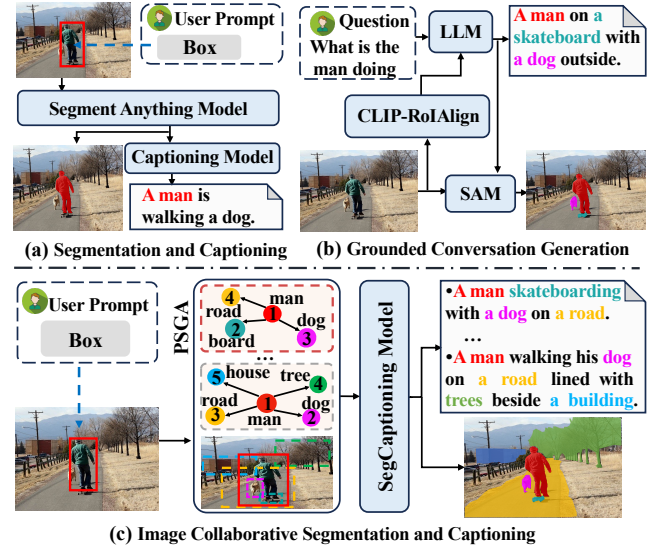 User Prompt
Box
Segment Anything Model
Captioning Model
A man is
walking a dog.
(a) Segmentation and Captioning
Question
What is the
man doing
LLM
A man on a
skateboard with
a dog outside.
CLIP-RoIAlign
SAM
(b) Grounded Conversation Generation
User Prompt
Box
PSGA
4
man
road
1
dog
2
3
board
...
house
tree
5
4
road
1
dog
3
2
man
SegCaptioning Model
•A man skateboarding
with a dog on a road.
...
•A man walking his dog
on a road lined with
trees beside a building.
(c) Image Collaborative Segmentation and Captioning